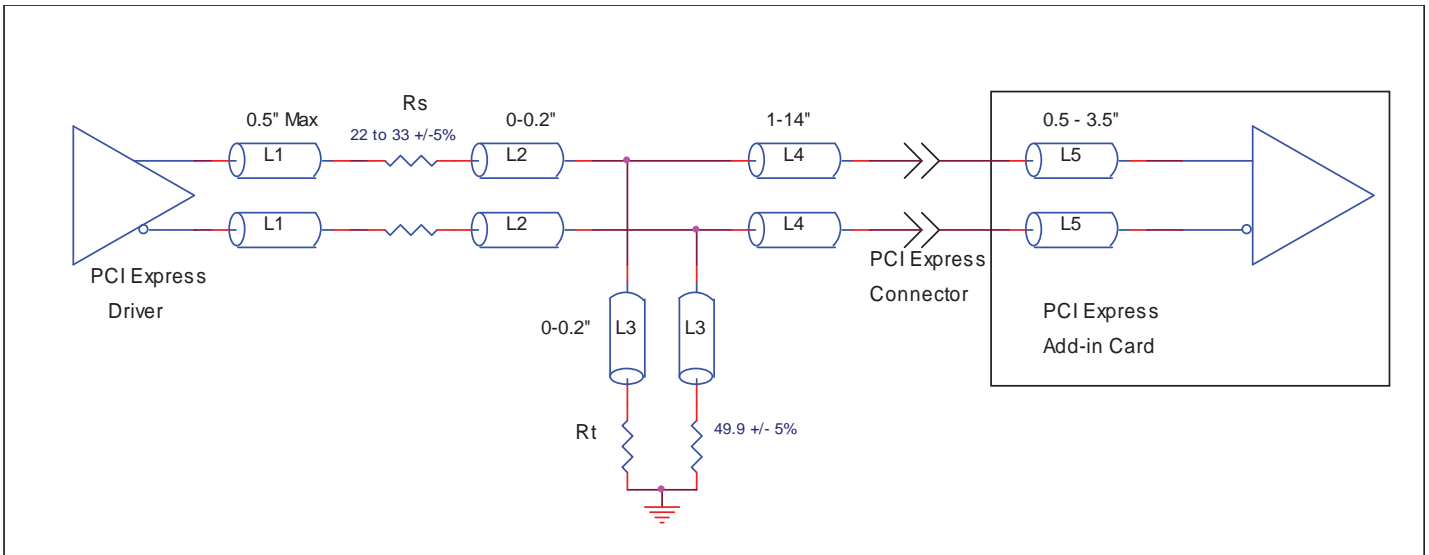 Rs
0.5" Max
22 to 33 +/-5%
0-0.2"
1-14"
0.5 - 3.5"
L1
L2
L4
L5
L1
L2
L4
L5
PCI Express
Driver
PCI Express
Connector
PCI Express
Add-in Card
0-0.2"
L3
L3
Rt
49.9 +/- 5%